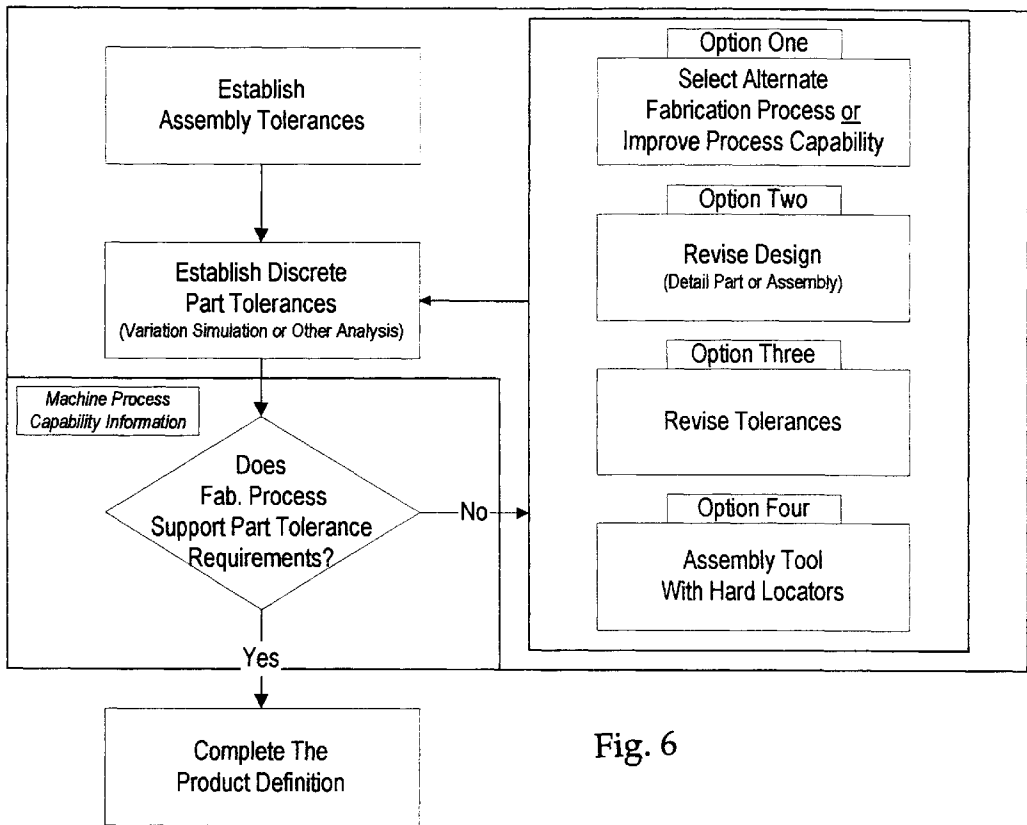 Establish
Assembly Tolerances
Establish Discrete
Part Tolerances
(Variation Simulation or Other Analysis)
Machine Process
Capability Information
Does
Fab. Process
Support Part Tolerance
Requirements?
No
Yes
Complete The
Product Definition
Option One
Select Alternate
Fabrication Process or
Improve Process Capability
Option Two
Revise Design
(Detail Part or Assembly)
Option Three
Revise Tolerances
Option Four
Assembly Tool
With Hard Locators
Fig. 6